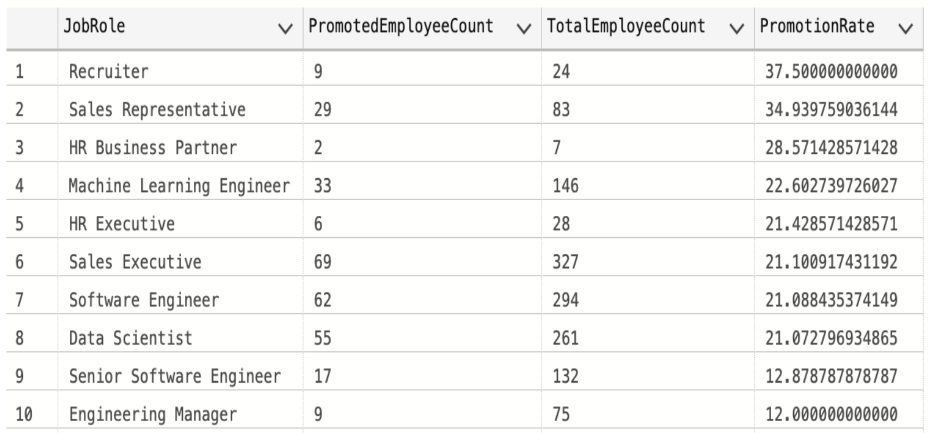 JobRole PromotedEmployeeCount TotalEmployeeCount PromotionRate
1 Recruiter 9 24 37.500000000000
2 Sales Representative 29 83 34.939759036144
3 HR Business Partner 2 7 28.571428571428
4 Machine Learning Engineer 33 146 22.602739726027
5 HR Executive 6 28 21.428571428571
6 Sales Executive 69 327 21.100917431192
7 Software Engineer 62 294 21.088435374149
8 Data Scientist 55 261 21.072796934865
9 Senior Software Engineer 17 132 12.878787878787
10 Engineering Manager 9 75 12.000000000000